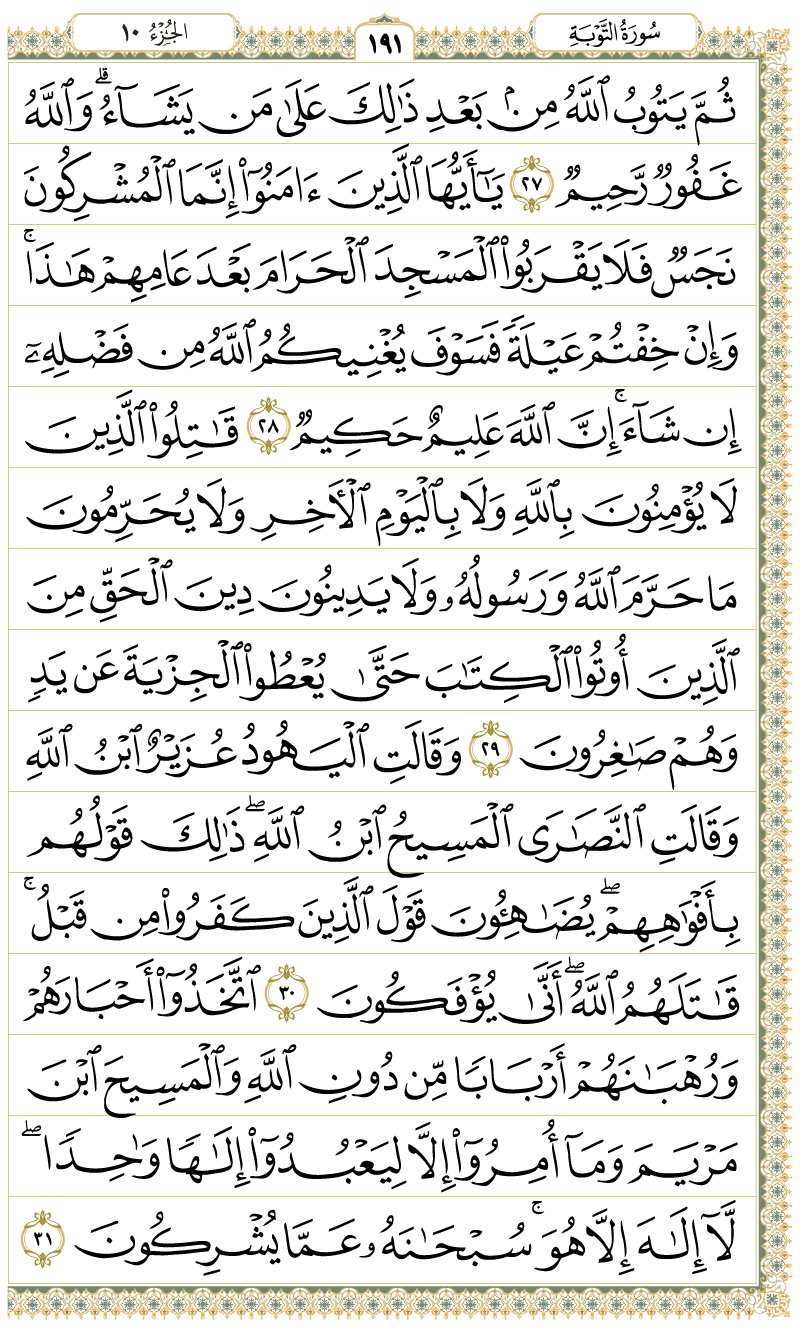 سُورَةُ التَّوْبَةِ
١٩١
الجُزْءُ ١٠
ثُمَّ يَتُوبُ ٱللَّهُ مِنۢ بَعْدِ ذَٰلِكَ عَلَىٰ مَن يَشَآءُۗ وَٱللَّهُ
غَفُورٞ رَّحِيمٞ ٢٧ يَٰٓأَيُّهَا ٱلَّذِينَ ءَامَنُوٓاْ إِنَّمَا ٱلۡمُشۡرِكُونَ
نَجَسٞ فَلَا يَقۡرَبُواْ ٱلۡمَسۡجِدَ ٱلۡحَرَامَ بَعۡدَ عَامِهِمۡ هَٰذَاۚ
وَإِنۡ خِفۡتُمۡ عَيۡلَةٗ فَسَوۡفَ يُغۡنِيكُمُ ٱللَّهُ مِن فَضۡلِهِۦٓ
إِن شَآءَۚ إِنَّ ٱللَّهَ عَلِيمٌ حَكِيمٞ ٢٨ قَٰتِلُواْ ٱلَّذِينَ
لَا يُؤۡمِنُونَ بِٱللَّهِ وَلَا بِٱلۡيَوۡمِ ٱلۡأٓخِرِ وَلَا يُحَرِّمُونَ
مَا حَرَّمَ ٱللَّهُ وَرَسُولُهُۥ وَلَا يَدِينُونَ دِينَ ٱلۡحَقِّ مِنَ
ٱلَّذِينَ أُوتُواْ ٱلۡكِتَٰبَ حَتَّىٰ يُعۡطُواْ ٱلۡجِزۡيَةَ عَن يَدٖ
وَهُمۡ صَٰغِرُونَ ٢٩ وَقَالَتِ ٱلۡيَهُودُ عُزَيۡرٌ ٱبۡنُ ٱللَّهِ
وَقَالَتِ ٱلنَّصَٰرَى ٱلۡمَسِيحُ ٱبۡنُ ٱللَّهِۖ ذَٰلِكَ قَوۡلُهُم
بِأَفۡوَٰهِهِمۡۖ يُضَٰهِـُٔونَ قَوۡلَ ٱلَّذِينَ كَفَرُواْ مِن قَبۡلُۚ
قَٰتَلَهُمُ ٱللَّهُۖ أَنَّىٰ يُؤۡفَكُونَ ٣٠ ٱتَّخَذُوٓاْ أَحۡبَارَهُمۡ
وَرُهۡبَٰنَهُمۡ أَرۡبَابٗا مِّن دُونِ ٱللَّهِ وَٱلۡمَسِيحَ ٱبۡنَ
مَرۡيَمَ وَمَآ أُمِرُوٓاْ إِلَّا لِيَعۡبُدُوٓاْ إِلَٰهٗا وَٰحِدٗاۖ
لَّآ إِلَٰهَ إِلَّا هُوَۚ سُبۡحَٰنَهُۥ عَمَّا يُشۡرِكُونَ ٣١